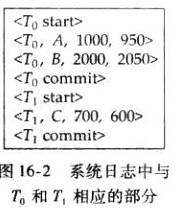 <T₀ start>
<T₀, A, 1000, 950>
<T₀, B, 2000, 2050>
<T₀ commit>
<T₁ start>
<T₁, C, 700, 600>
<T₁ commit>
图 16-2 系统日志中与
T₀ 和 T₁ 相应的部分